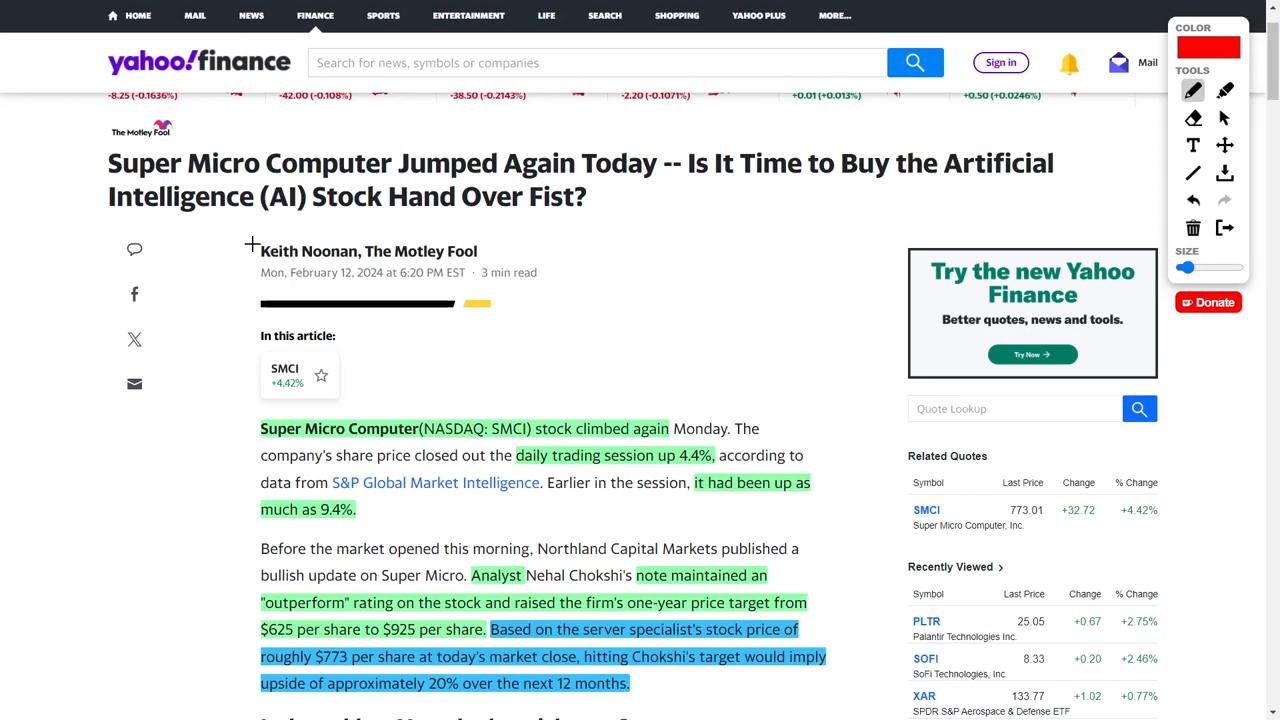 HOME MAIL NEWS FINANCE SPORTS ENTERTAINMENT LIFE SEARCH SHOPPING YAHOO PLUS MORE...
yahoo!finance
Search for news, symbols or companies
Sign in
Mail
-8.25 (-0.1636%) -42.00 (-0.108%) -38.50 (-0.2143%) -2.20 (-0.1071%) +0.01 (+0.013%) +0.50 (+0.0246%)
The Motley Fool
Super Micro Computer Jumped Again Today -- Is It Time to Buy the Artificial
Intelligence (AI) Stock Hand Over Fist?
Keith Noonan, The Motley Fool
Mon, February 12, 2024 at 6:20 PM EST · 3 min read
In this article:
SMCI
+4.42%
Super Micro Computer(NASDAQ: SMCI) stock climbed again Monday. The
company's share price closed out the daily trading session up 4.4%, according to
data from S&P Global Market Intelligence. Earlier in the session, it had been up as
much as 9.4%.
Before the market opened this morning, Northland Capital Markets published a
bullish update on Super Micro. Analyst Nehal Chokshi's note maintained an
"outperform" rating on the stock and raised the firm's one-year price target from
$625 per share to $925 per share. Based on the server specialist's stock price of
roughly $773 per share at today's market close, hitting Chokshi's target would imply
upside of approximately 20% over the next 12 months.
Try the new Yahoo
Finance
Better quotes, news and tools.
Try Now →
Quote Lookup
Related Quotes
Symbol Last Price Change % Change
SMCI 773.01 +32.72 +4.42%
Super Micro Computer, Inc.
Recently Viewed
Symbol Last Price Change % Change
PLTR 25.05 +0.67 +2.75%
Palantir Technologies Inc.
SOFI 8.33 +0.20 +2.46%
SoFi Technologies, Inc.
XAR 133.77 +1.02 +0.77%
SPDR S&P Aerospace & Defense ETF
COLOR
TOOLS
T
SIZE
Donate